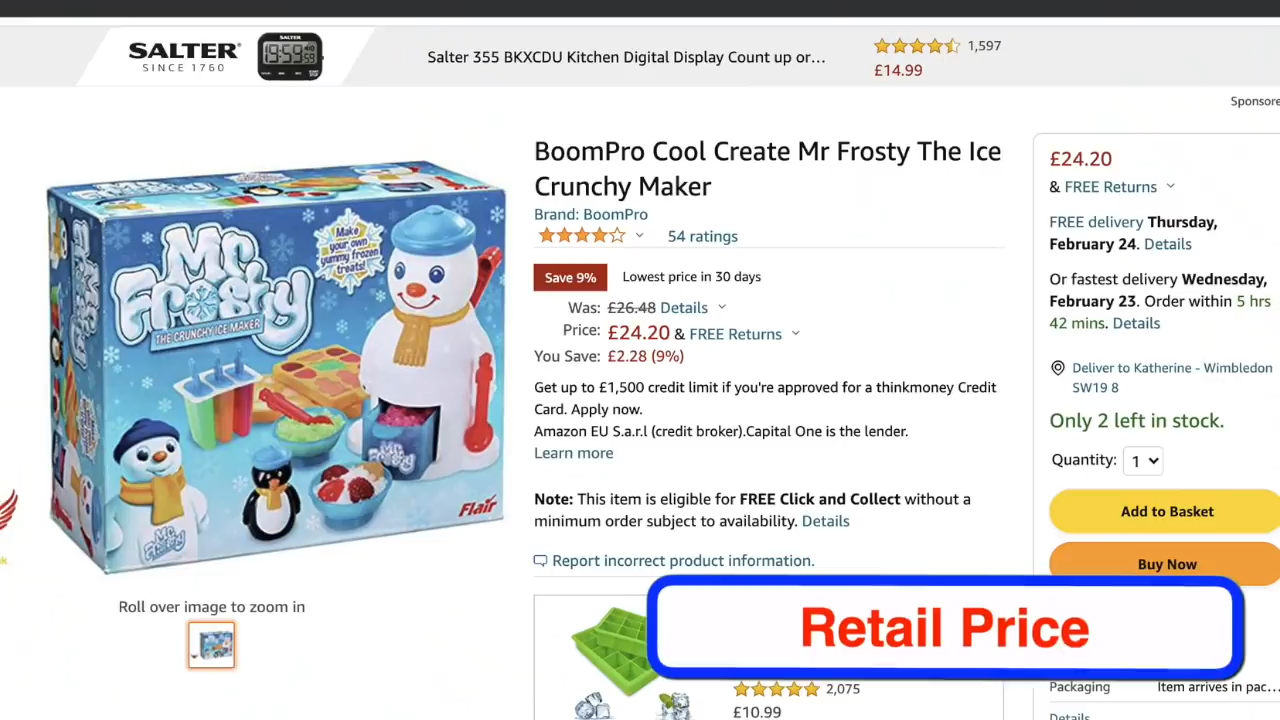 SALTER
SINCE 1760
Salter 355 BKXCDU Kitchen Digital Display Count up or…
1,597
£14.99
Sponsore
BoomPro Cool Create Mr Frosty The Ice
Crunchy Maker
Brand: BoomPro
54 ratings
Save 9%
Lowest price in 30 days
Was: £26.48 Details
Price: £24.20 & FREE Returns
You Save: £2.28 (9%)
Get up to £1,500 credit limit if you're approved for a thinkmoney Credit
Card. Apply now.
Amazon EU S.a.r.l (credit broker).Capital One is the lender.
Learn more
Note: This item is eligible for FREE Click and Collect without a
minimum order subject to availability. Details
Report incorrect product information.
£24.20
& FREE Returns
FREE delivery Thursday,
February 24. Details
Or fastest delivery Wednesday,
February 23. Order within 5 hrs
42 mins. Details
Deliver to Katherine - Wimbledon
SW19 8
Only 2 left in stock.
Quantity: 1
Add to Basket
Buy Now
Mr.
Frosty
THE CRUNCHY ICE MAKER
Make
your own
yummy frozen
treats!
Flair
Roll over image to zoom in
Retail Price
2,075
£10.99
Packaging
Item arrives in pac…
Details